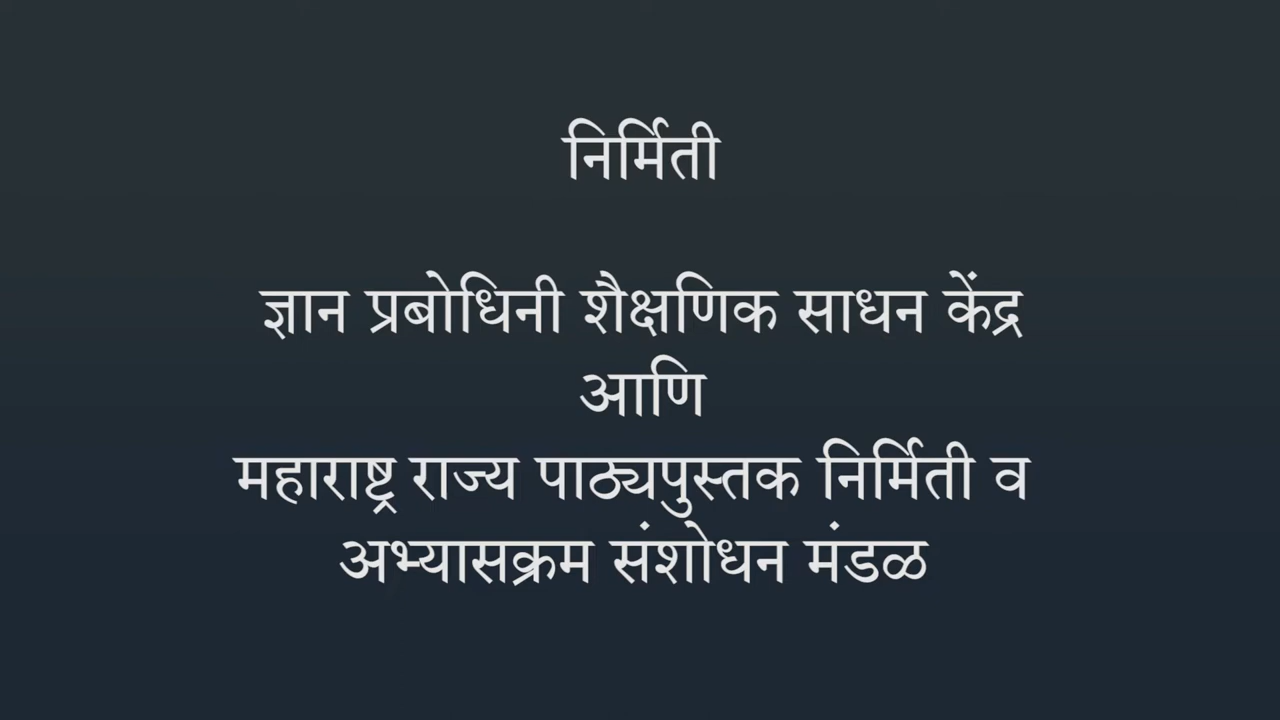 निर्मिती
ज्ञान प्रबोधिनी शैक्षणिक साधन केंद्र
आणि
महाराष्ट्र राज्य पाठ्यपुस्तक निर्मिती व
अभ्यासक्रम संशोधन मंडळ